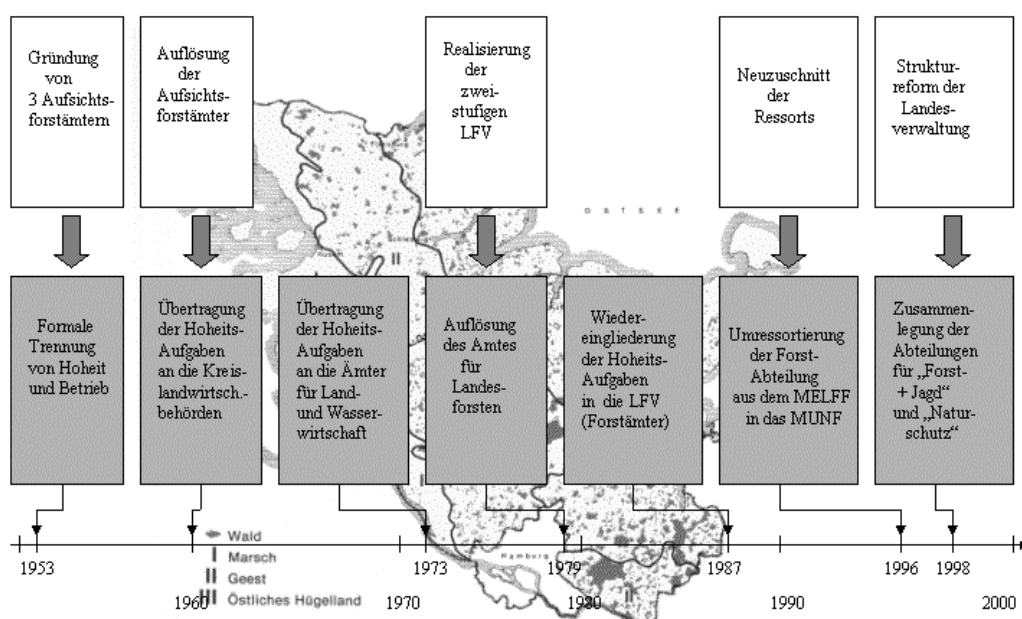 Gründung
von
3 Aufsichts-
forstämtern
Auflösung
der
Aufsichts-
forstämter
Realisierung
der
zwei-
stufigen
LFV
Neuzuschnitt
der
Ressorts
Struktur-
reform der
Landes-
verwaltung
O S T S E E
II
Formale
Trennung
von Hoheit
und Betrieb
Übertragung
der Hoheits-
Aufgaben
an die Kreis-
landwirtsch.-
behörden
Übertragung
der Hoheits-
Aufgaben
an die Ämter
für Land-
und Wasser-
wirtschaft
Auflösung
des Amtes
für
Landes-
forsten
Wieder-
eingliederung
der Hoheits-
Aufgaben
in die LFV
(Forstämter)
Umressortierung
der Forst-
Abteilung
aus dem MELFF
in das MUNF
Zusammen-
legung der
Abteilungen
für „Forst-
+ Jagd“
und „Natur-
schutz“
I
Wald
I Marsch
II Geest
III Östliches Hügelland
Hamburg
II
1953
1973
1979
1987
1996
1998
1960
1970
1980
1990
2000